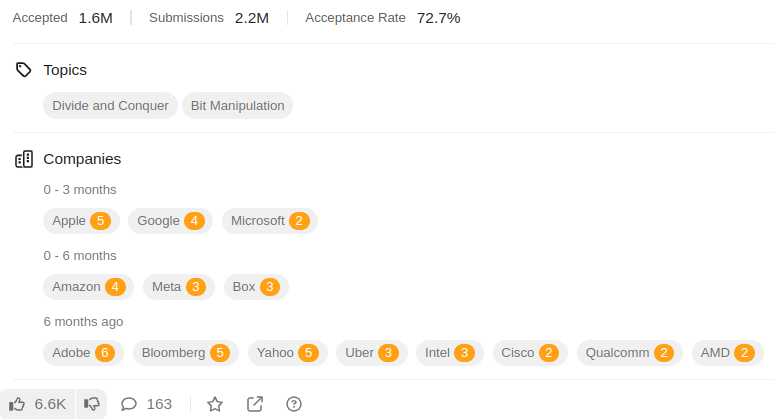 Accepted 1.6M Submissions 2.2M Acceptance Rate 72.7%
Topics
Divide and Conquer Bit Manipulation
Companies
0 - 3 months
Apple 5 Google 4 Microsoft 2
0 - 6 months
Amazon 4 Meta 3 Box 3
6 months ago
Adobe 6 Bloomberg 5 Yahoo 5 Uber 3 Intel 3 Cisco 2 Qualcomm 2 AMD 2
6.6K 163